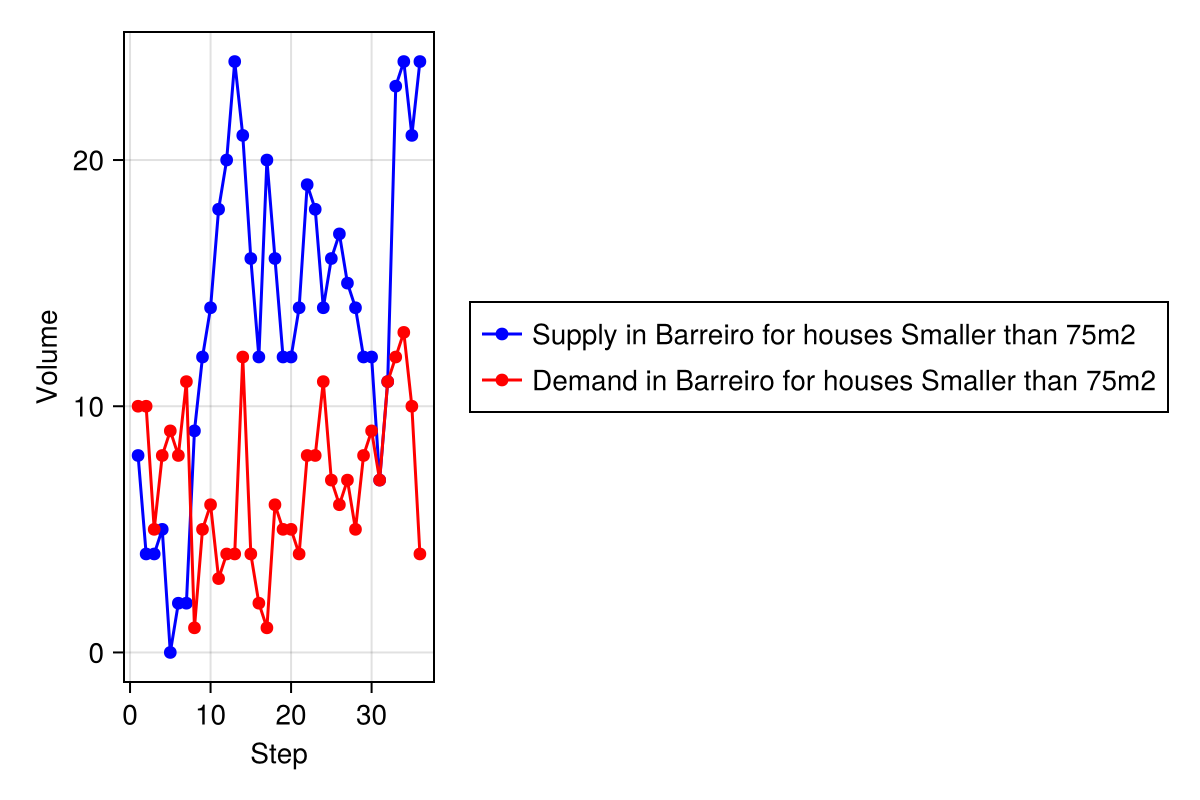 Volume
20
10
0
0 10 20 30
Step
Supply in Barreiro for houses Smaller than 75m2
Demand in Barreiro for houses Smaller than 75m2